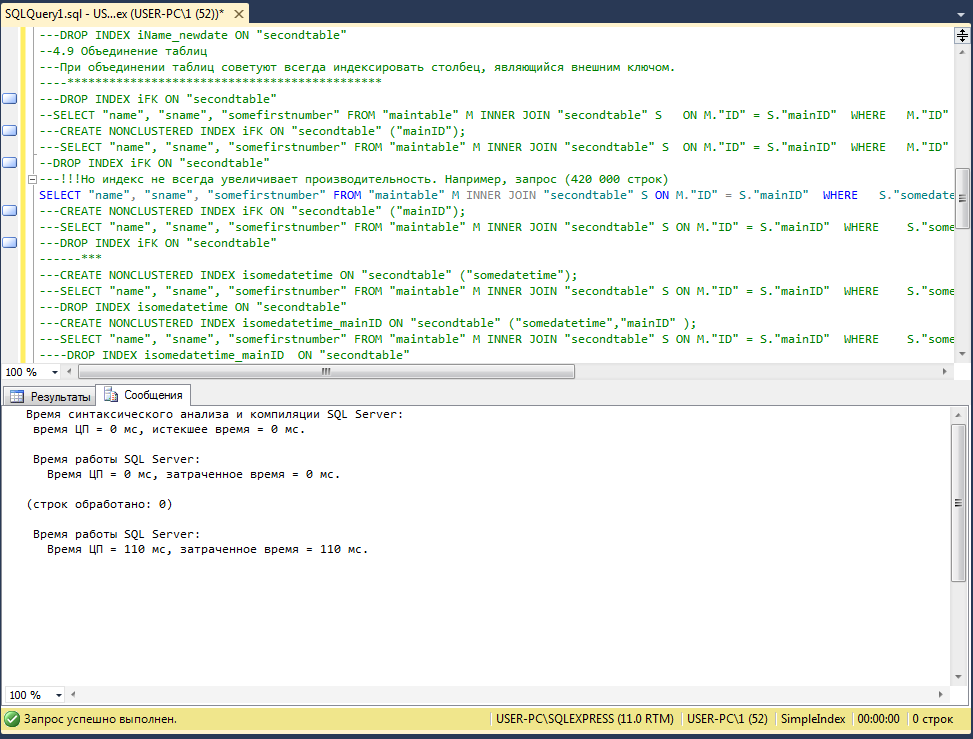 SQLQuery1.sql - US...ex (USER-PC\1 (52))*
---DROP INDEX iName_newdate ON "secondtable"
--4.9 Объединение таблиц
---При объединении таблиц советуют всегда индексировать столбец, являющийся внешним ключом.
----*********************************************
---DROP INDEX iFK ON "secondtable"
--SELECT "name", "sname", "somefirstnumber" FROM "maintable" M INNER JOIN "secondtable" S   ON M."ID" = S."mainID"  WHERE   M."ID"
---CREATE NONCLUSTERED INDEX iFK ON "secondtable" ("mainID");
---SELECT "name", "sname", "somefirstnumber" FROM "maintable" M INNER JOIN "secondtable" S  ON M."ID" = S."mainID"  WHERE   M."ID"
--DROP INDEX iFK ON "secondtable"
---!!!Но индекс не всегда увеличивает производительность. Например, запрос (420 000 строк)
SELECT "name", "sname", "somefirstnumber" FROM "maintable" M INNER JOIN "secondtable" S ON M."ID" = S."mainID"  WHERE   S."somedate
---CREATE NONCLUSTERED INDEX iFK ON "secondtable" ("mainID");
---SELECT "name", "sname", "somefirstnumber" FROM "maintable" M INNER JOIN "secondtable" S ON M."ID" = S."mainID"  WHERE    S."some
---DROP INDEX iFK ON "secondtable"
------***
---CREATE NONCLUSTERED INDEX isomedatetime ON "secondtable" ("somedatetime");
---SELECT "name", "sname", "somefirstnumber" FROM "maintable" M INNER JOIN "secondtable" S ON M."ID" = S."mainID"  WHERE    S."some
---DROP INDEX isomedatetime ON "secondtable"
---CREATE NONCLUSTERED INDEX isomedatetime_mainID ON "secondtable" ("somedatetime","mainID" );
---SELECT "name", "sname", "somefirstnumber" FROM "maintable" M INNER JOIN "secondtable" S ON M."ID" = S."mainID"  WHERE    S."some
----DROP INDEX isomedatetime_mainID  ON "secondtable"
100 %
Результаты Сообщения
Время синтаксического анализа и компиляции SQL Server:
время ЦП = 0 мс, истекшее время = 0 мс.
Время работы SQL Server:
Время ЦП = 0 мс, затраченное время = 0 мс.
(строк обработано: 0)
Время работы SQL Server:
Время ЦП = 110 мс, затраченное время = 110 мс.
100 %
Запрос успешно выполнен. USER-PC\SQLEXPRESS (11.0 RTM) USER-PC\1 (52) SimpleIndex 00:00:00 0 строк